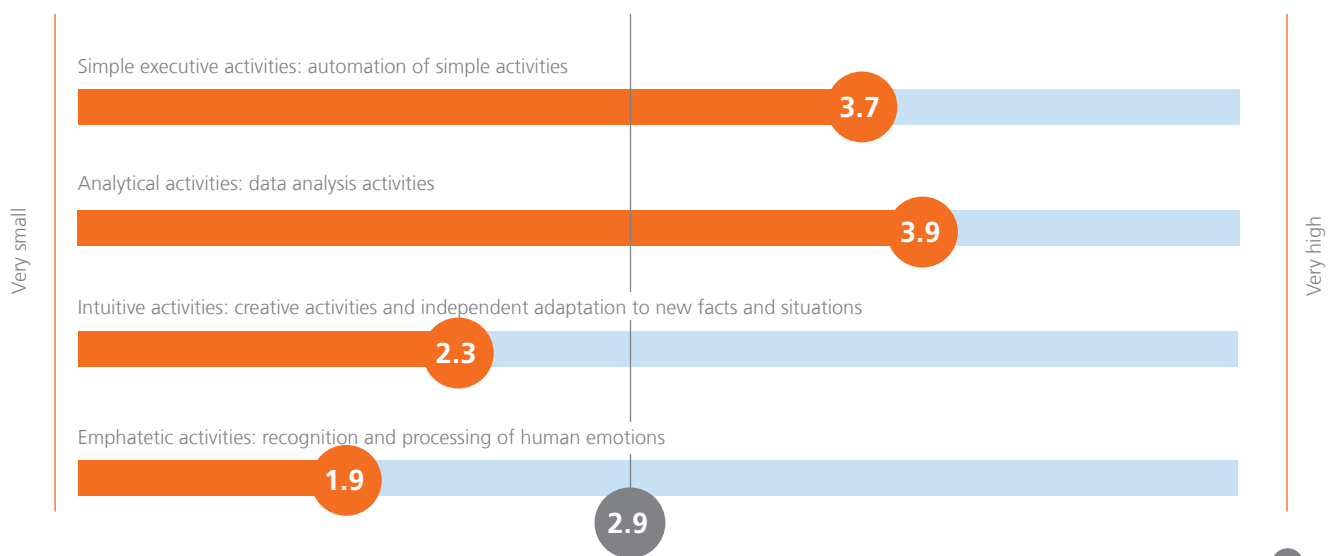 Simple executive activities: automation of simple activities
3.7
Analytical activities: data analysis activities
3.9
Very small
Very high
Intuitive activities: creative activities and independent adaptation to new facts and situations
2.3
Emphatetic activities: recognition and processing of human emotions
1.9
2.9